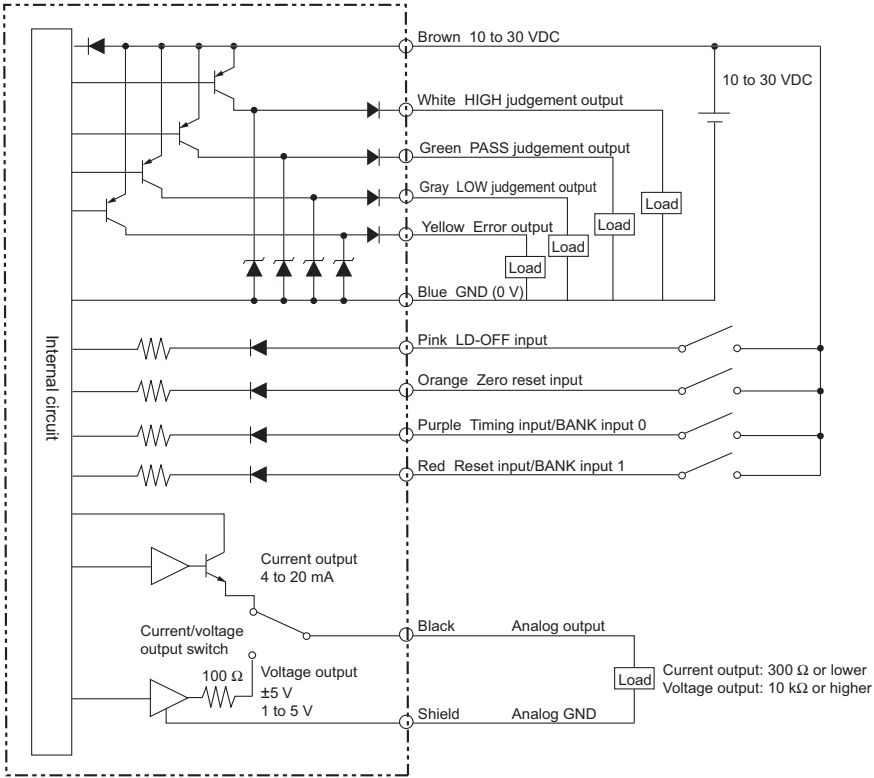 Brown 10 to 30 VDC
10 to 30 VDC
White HIGH judgement output
Green PASS judgement output
Gray LOW judgement output
Load
Load
Yellow Error output
Load
Load
Blue GND (0 V)
Internal circuit
Pink LD-OFF input
Orange Zero reset input
Purple Timing input/BANK input 0
Red Reset input/BANK input 1
Current output
4 to 20 mA
Current/voltage
output switch
Black Analog output
100 Ω
Voltage output
±5 V
1 to 5 V
Load
Current output: 300 Ω or lower
Voltage output: 10 kΩ or higher
Shield Analog GND